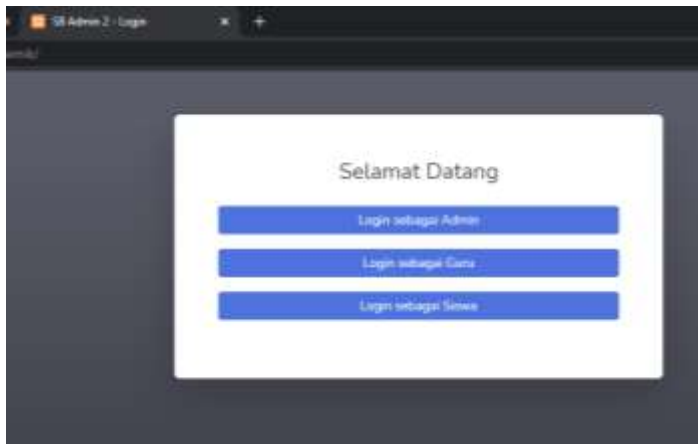 SB Admin 2 - Login
Selamat Datang
Login sebagai Admin
Login sebagai Guru
Login sebagai Siswa